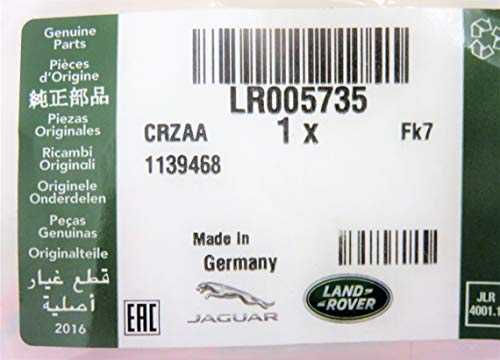 Genuine
Parts
Pièces
d'Origine
純正部品
Piezas
Originales
Ricambi
Originali
Originele
Onderdelen
Peças
Genuinas
Originalteile
قطع غيار
أصلية
2016
LR005735
CRZAA
1 x
Fk7
1139468
Made In
Germany
EAC
JAGUAR
LAND-
ROVER
JLR
4001.1